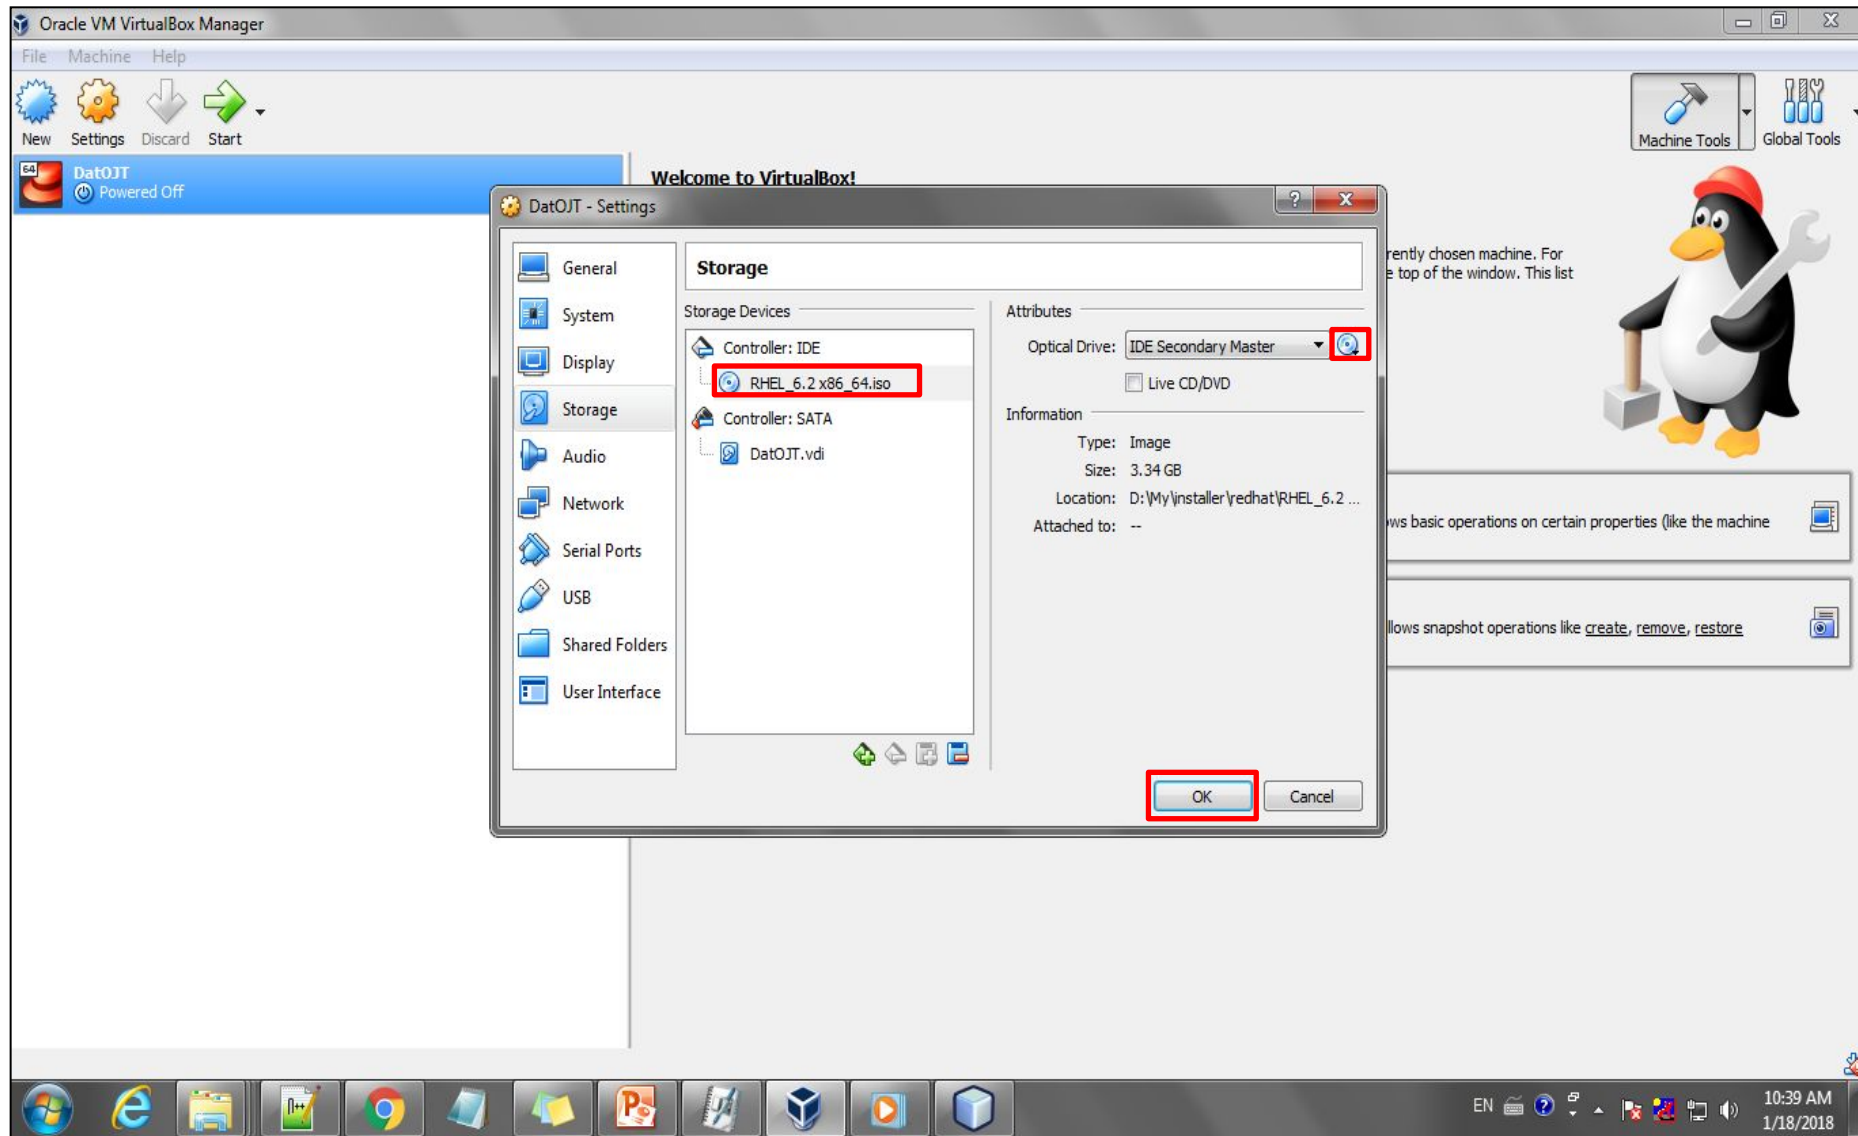 Oracle VM VirtualBox Manager
File Machine Help
New Settings Discard Start
Machine Tools Global Tools
64
DatOJT
Powered Off
Welcome to VirtualBox!
DatOJT - Settings
rently chosen machine. For
e top of the window. This list
General
System
Display
Storage
Audio
Network
Serial Ports
USB
Shared Folders
User Interface
Storage
Storage Devices
Controller: IDE
RHEL_6.2 x86_64.iso
Controller: SATA
DatOJT.vdi
Attributes
Optical Drive: IDE Secondary Master
Live CD/DVD
Information
Type: Image
Size: 3.34 GB
Location: D:\My\installer\redhat\RHEL_6.2 ...
Attached to: --
OK Cancel
ws basic operations on certain properties (like the machine
llows snapshot operations like create, remove, restore
EN
10:39 AM
1/18/2018